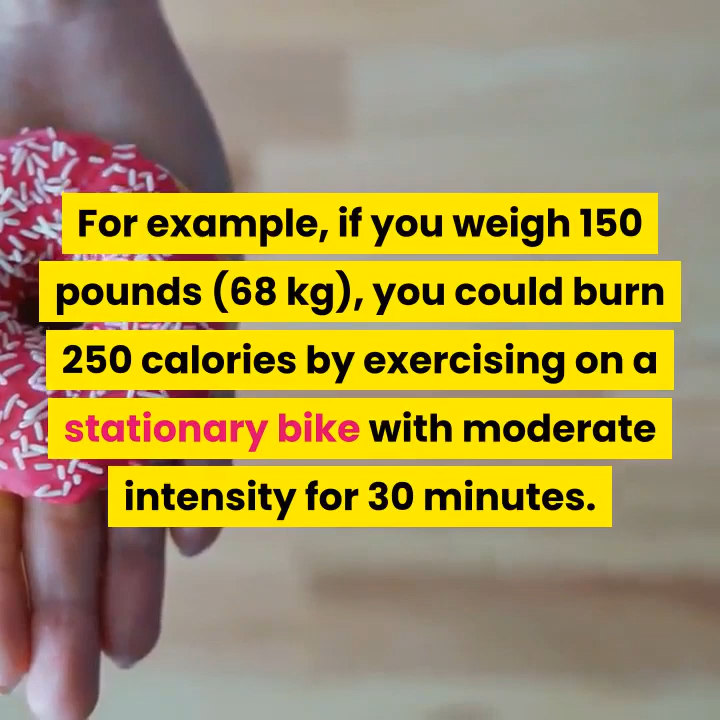 For example, if you weigh 150
pounds (68 kg), you could burn
250 calories by exercising on a
stationary bike with moderate
intensity for 30 minutes.